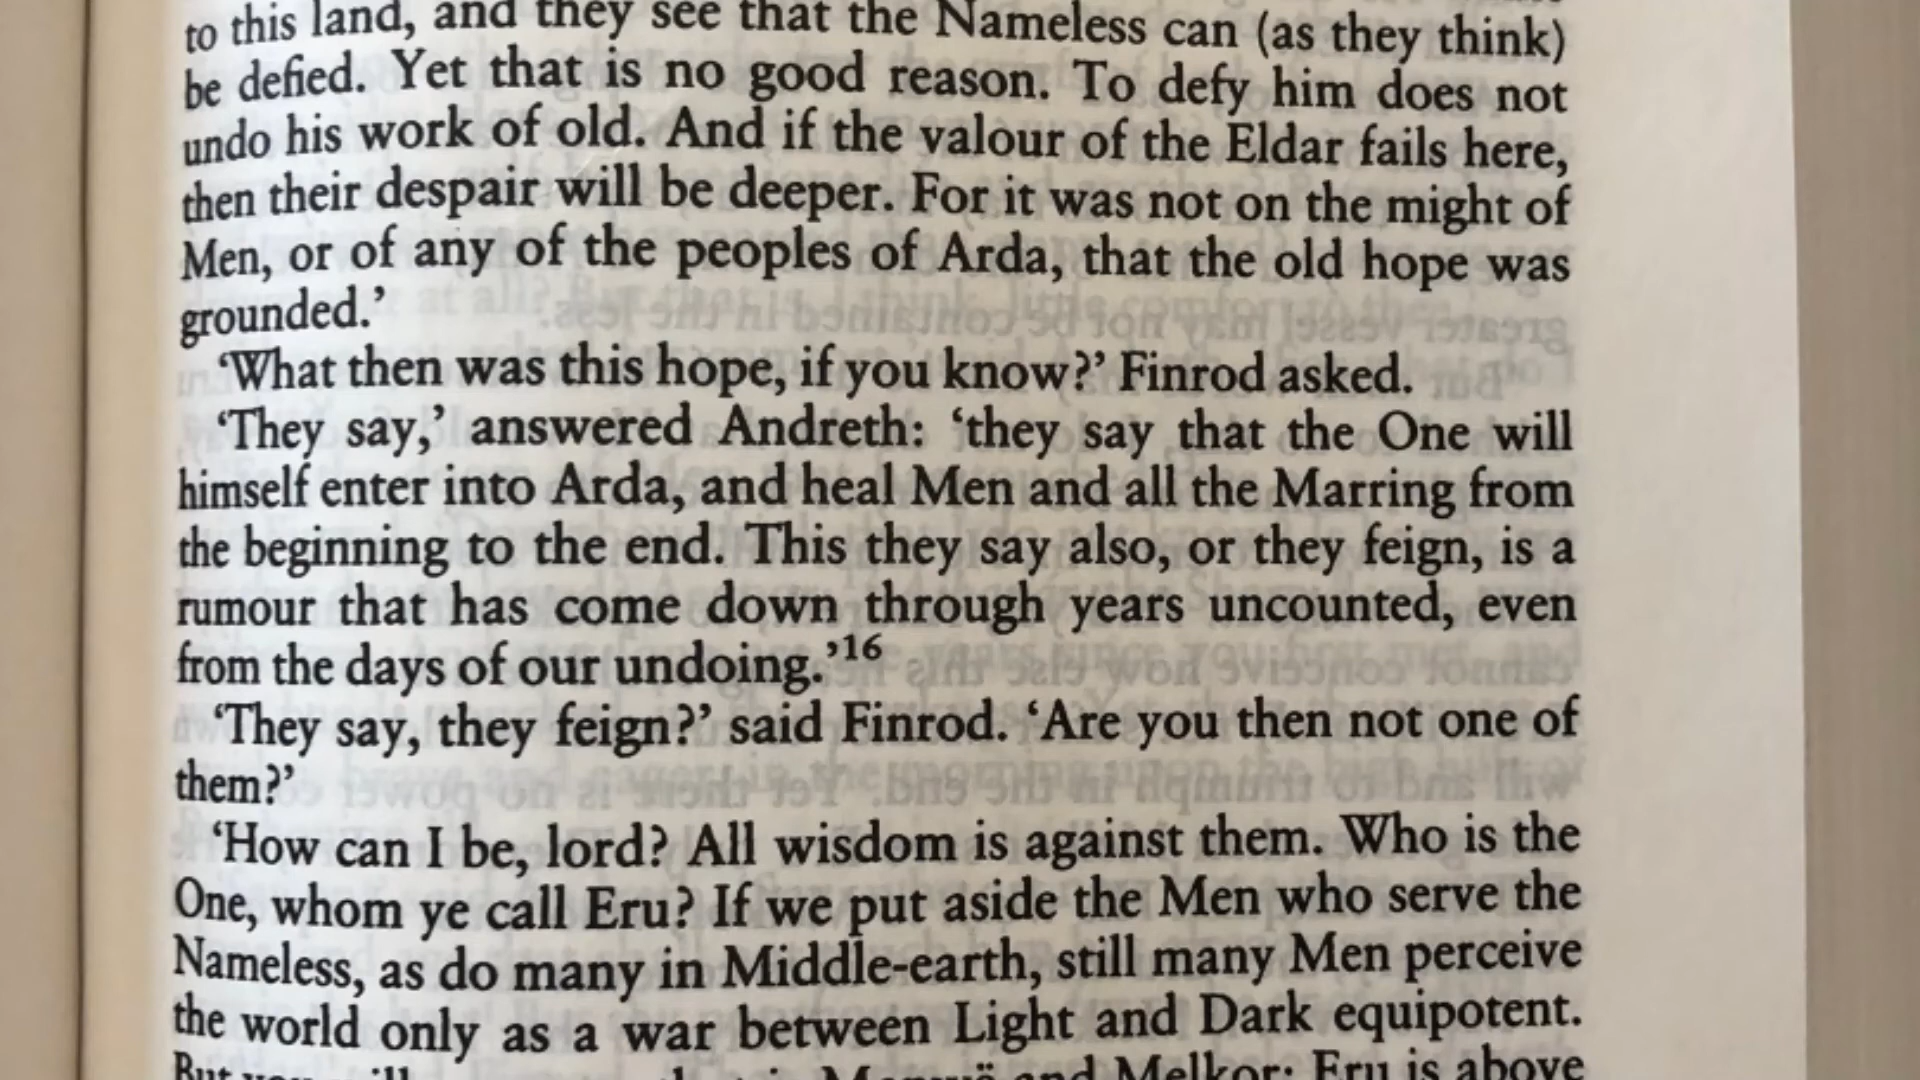 to this land, and they see that the Nameless can (as they think)
be defied. Yet that is no good reason. To defy him does not
undo his work of old. And if the valour of the Eldar fails here,
then their despair will be deeper. For it was not on the might of
Men, or of any of the peoples of Arda, that the old hope was
grounded.’
‘What then was this hope, if you know?’ Finrod asked.
‘They say,’ answered Andreth: ‘they say that the One will
himself enter into Arda, and heal Men and all the Marring from
the beginning to the end. This they say also, or they feign, is a
rumour that has come down through years uncounted, even
from the days of our undoing.’16
‘They say, they feign?’ said Finrod. ‘Are you then not one of
them?’
‘How can I be, lord? All wisdom is against them. Who is the
One, whom ye call Eru? If we put aside the Men who serve the
Nameless, as do many in Middle-earth, still many Men perceive
the world only as a war between Light and Dark equipotent.
But and Melkor: Eru is above